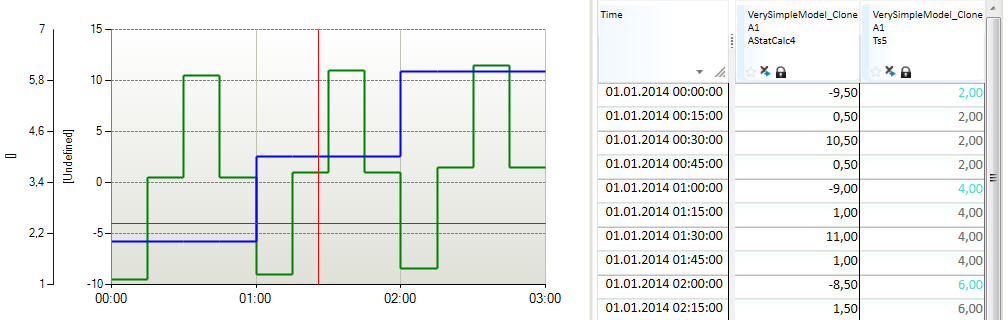 7
5,8
4.6
3.4
2.2
1
[]
15
10
5
0
-5
-10
[Undefined]
00:00 01:00 02:00 03:00
Time
VerySimpleModel_Clone
A1
AStatCalc4
VerySimpleModel_Clone
A1
Ts5
01.01.2014 00:00:00 -9,50 2,00
01.01.2014 00:15:00 0,50 2,00
01.01.2014 00:30:00 10,50 2,00
01.01.2014 00:45:00 0,50 2,00
01.01.2014 01:00:00 -9,00 4,00
01.01.2014 01:15:00 1,00 4,00
01.01.2014 01:30:00 11,00 4,00
01.01.2014 01:45:00 1,00 4,00
01.01.2014 02:00:00 -8,50 6,00
01.01.2014 02:15:00 1,50 6,00